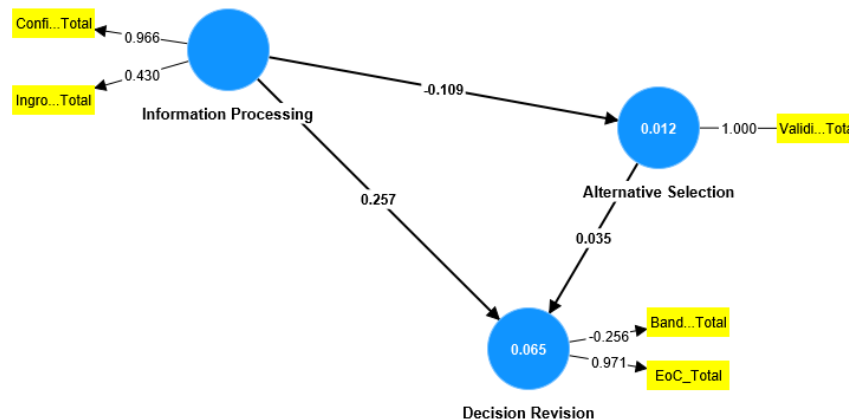 Confi...Total
0.966
0.430
Ingro...Total
Information Processing
-0.109
0.012
1.000
Validi...Tota
Alternative Selection
0.257
0.035
0.065
-0.256
Band...Total
0.971
EoC_Total
Decision Revision